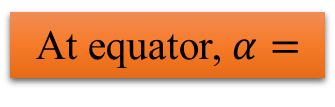 At equator, 𝛼 =